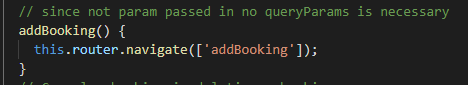 // since not param passed in no queryParams is necessary
addBooking() {
this.router.navigate(['addBooking']);
}